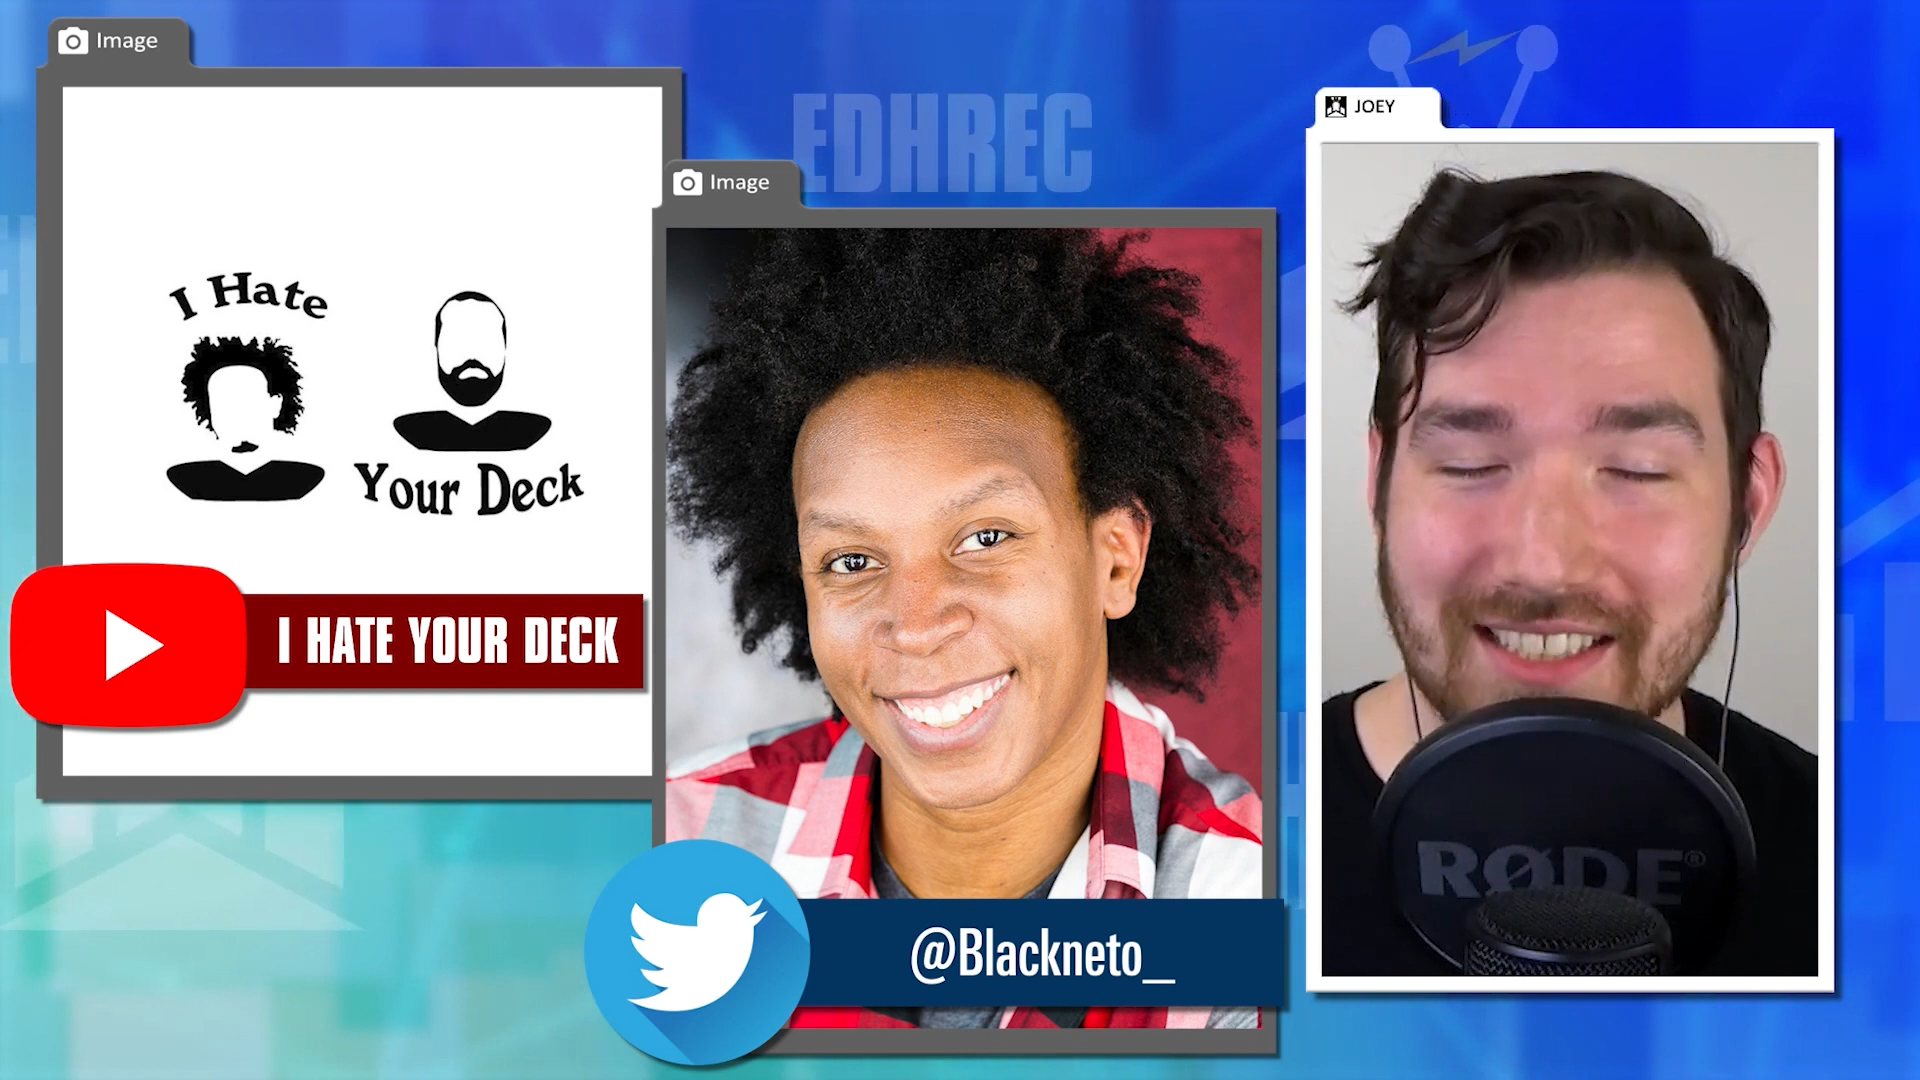 Image
I Hate
Your Deck
I HATE YOUR DECK
EDHREC
Image
@Blackneto_
JOEY
RØDE®